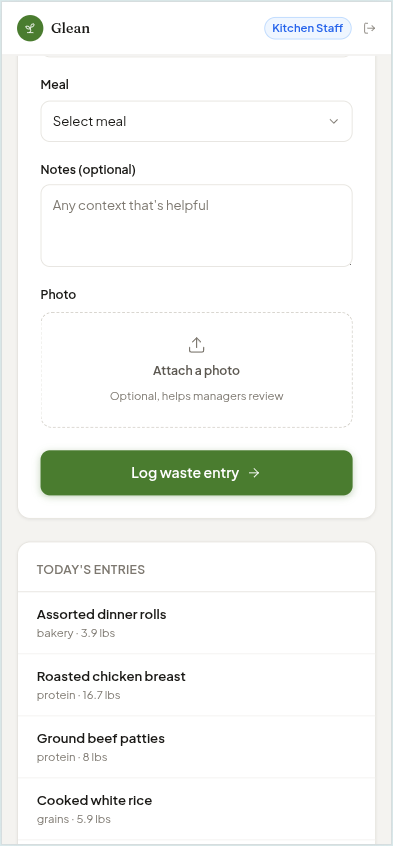 Glean
Kitchen Staff
Meal
Select meal
Notes (optional)
Any context that's helpful
Photo
Attach a photo
Optional, helps managers review
Log waste entry →
TODAY'S ENTRIES
Assorted dinner rolls
bakery · 3.9 lbs
Roasted chicken breast
protein · 16.7 lbs
Ground beef patties
protein · 8 lbs
Cooked white rice
grains · 5.9 lbs